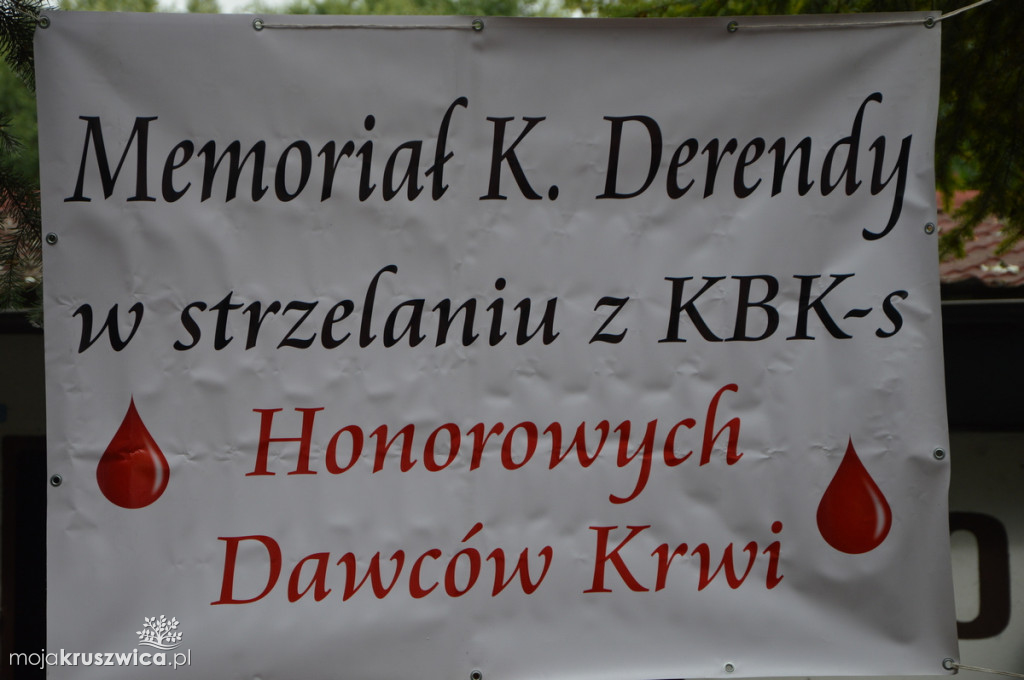 Memoriał K. Derendy
w strzelaniu z KBK-s
Honorowych
Dawców Krwi
mojakruszwica.pl